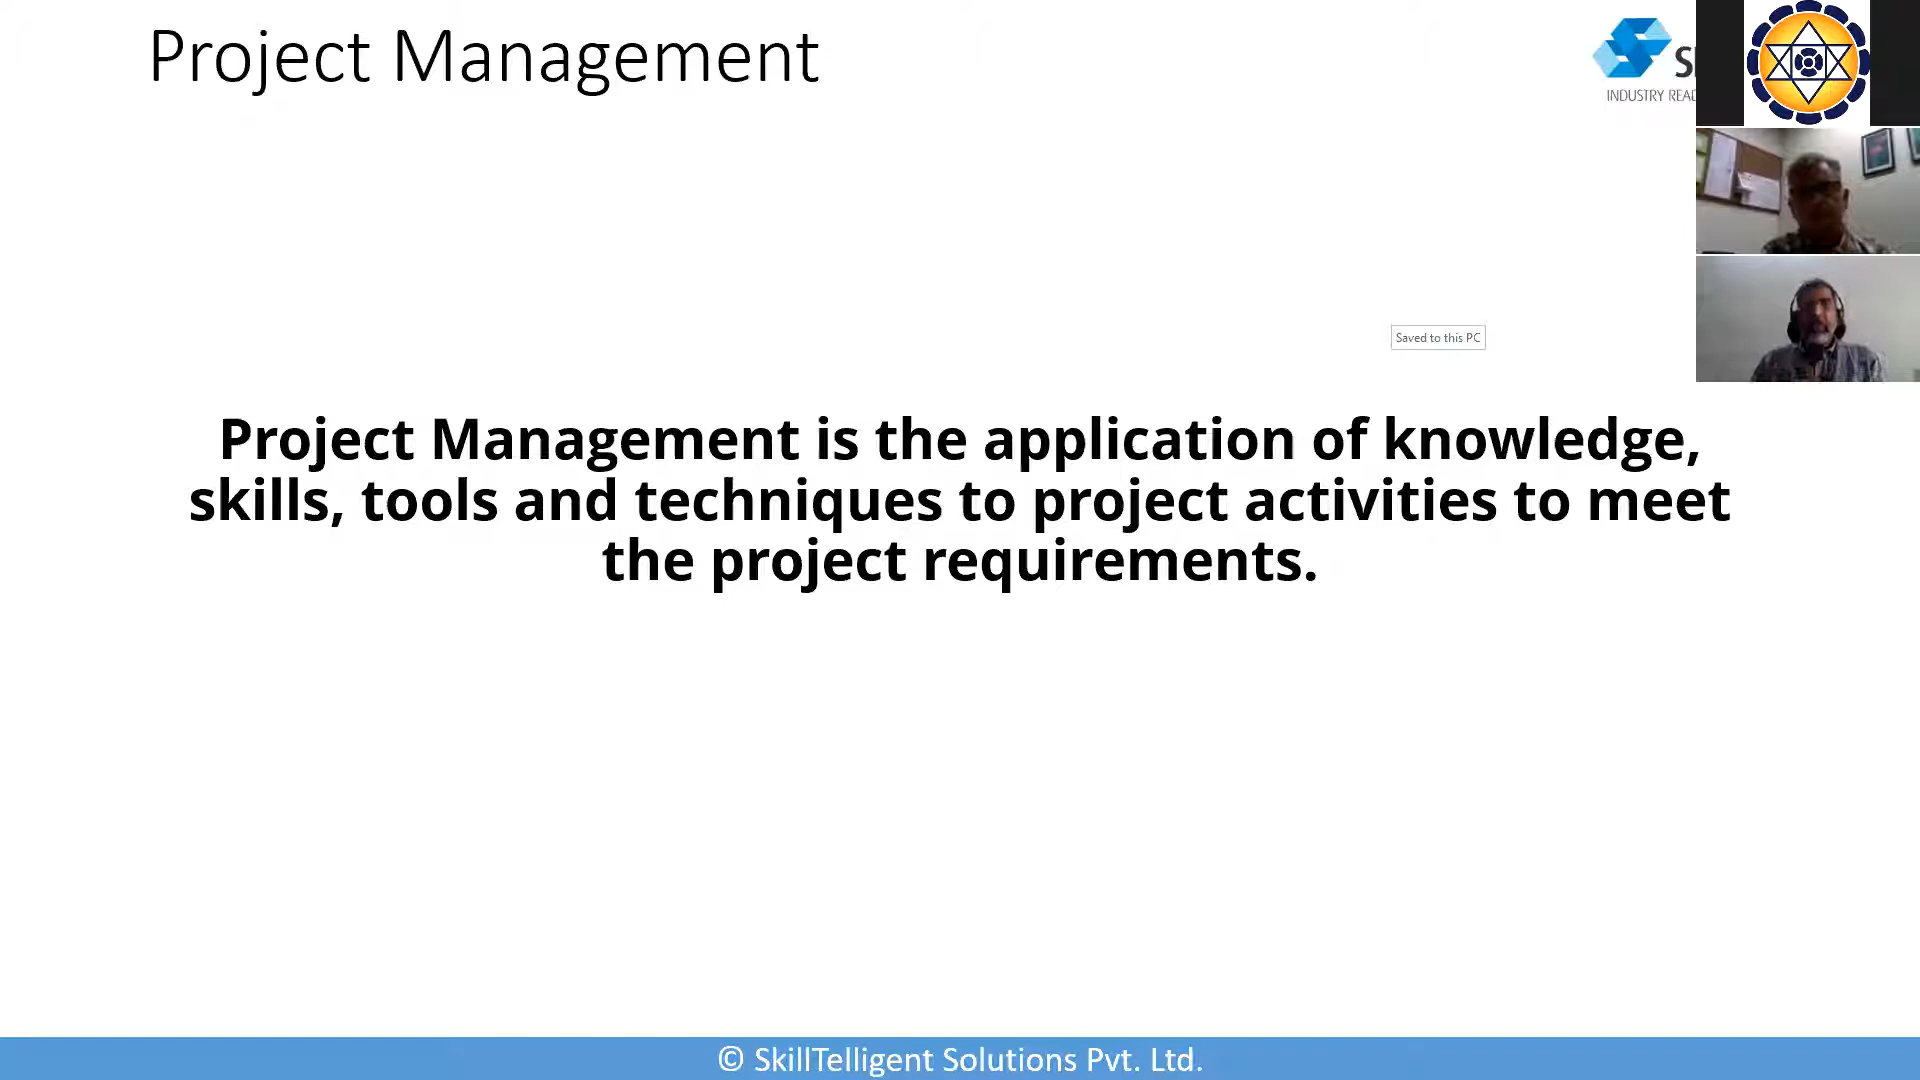 Project Management
INDUSTRY
Saved to this PC
Project Management is the application of knowledge,
skills, tools and techniques to project activities to meet
the project requirements.
© SkillTelligent Solutions Pvt. Ltd.